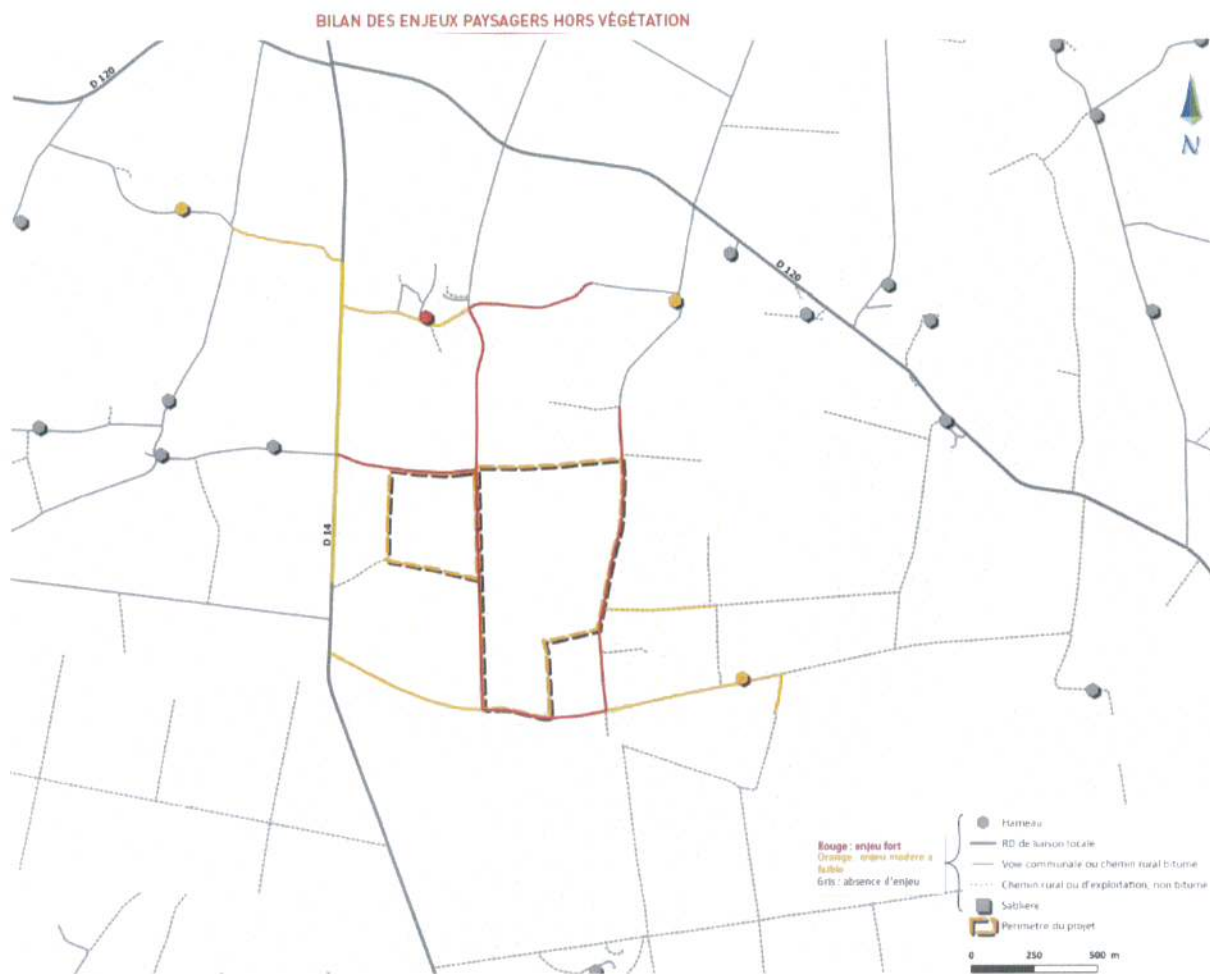 BILAN DES ENJEUX PAYSAGERS HORS VÉGÉTATION
D 120
N
D 120
D 14
Rouge : enjeu fort
Orange : enjeu modéré à
faible
Gris : absence d'enjeu
Hameau
RD de liaison locale
Voie communale ou chemin rural bitumé
Chemin rural ou d'exploitation, non bitumé
Sablière
Périmètre du projet
0 250 500 m